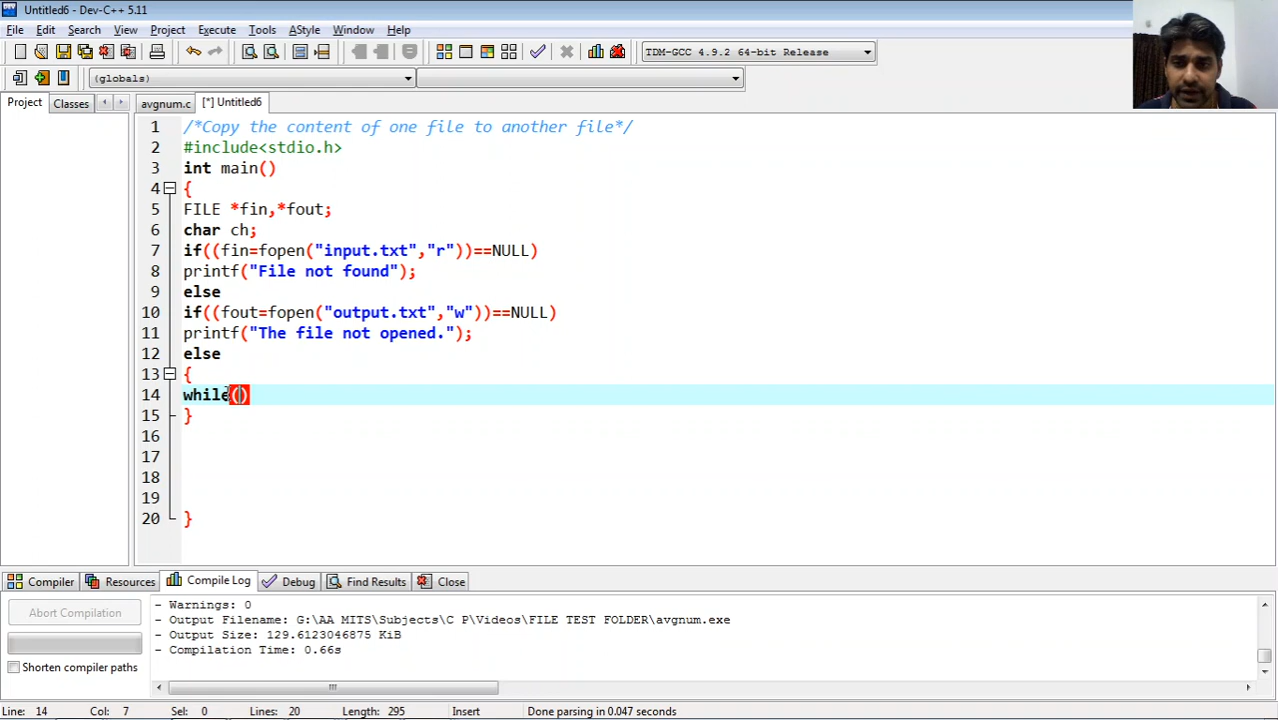 Untitled6 - Dev-C++ 5.11
File Edit Search View Project Execute Tools AStyle Window Help
TDM-GCC 4.9.2 64-bit Release
(globals)
Project Classes avgnum.c [*] Untitled6
1 /*Copy the content of one file to another file*/
2 #include<stdio.h>
3 int main()
4 {
5 FILE *fin,*fout;
6 char ch;
7 if((fin=fopen("input.txt","r"))==NULL)
8 printf("File not found");
9 else
10 if((fout=fopen("output.txt","w"))==NULL)
11 printf("The file not opened.");
12 else
13 {
14 while()
15 }
16
17
18
19
20 }
Compiler Resources Compile Log Debug Find Results Close
Abort Compilation
Shorten compiler paths
- Warnings: 0
- Output Filename: G:\AA MITS\Subjects\C P\Videos\FILE TEST FOLDER\avgnum.exe
- Output Size: 129.6123046875 KiB
- Compilation Time: 0.66s
Line: 14 Col: 7 Sel: 0 Lines: 20 Length: 295 Insert Done parsing in 0.047 seconds